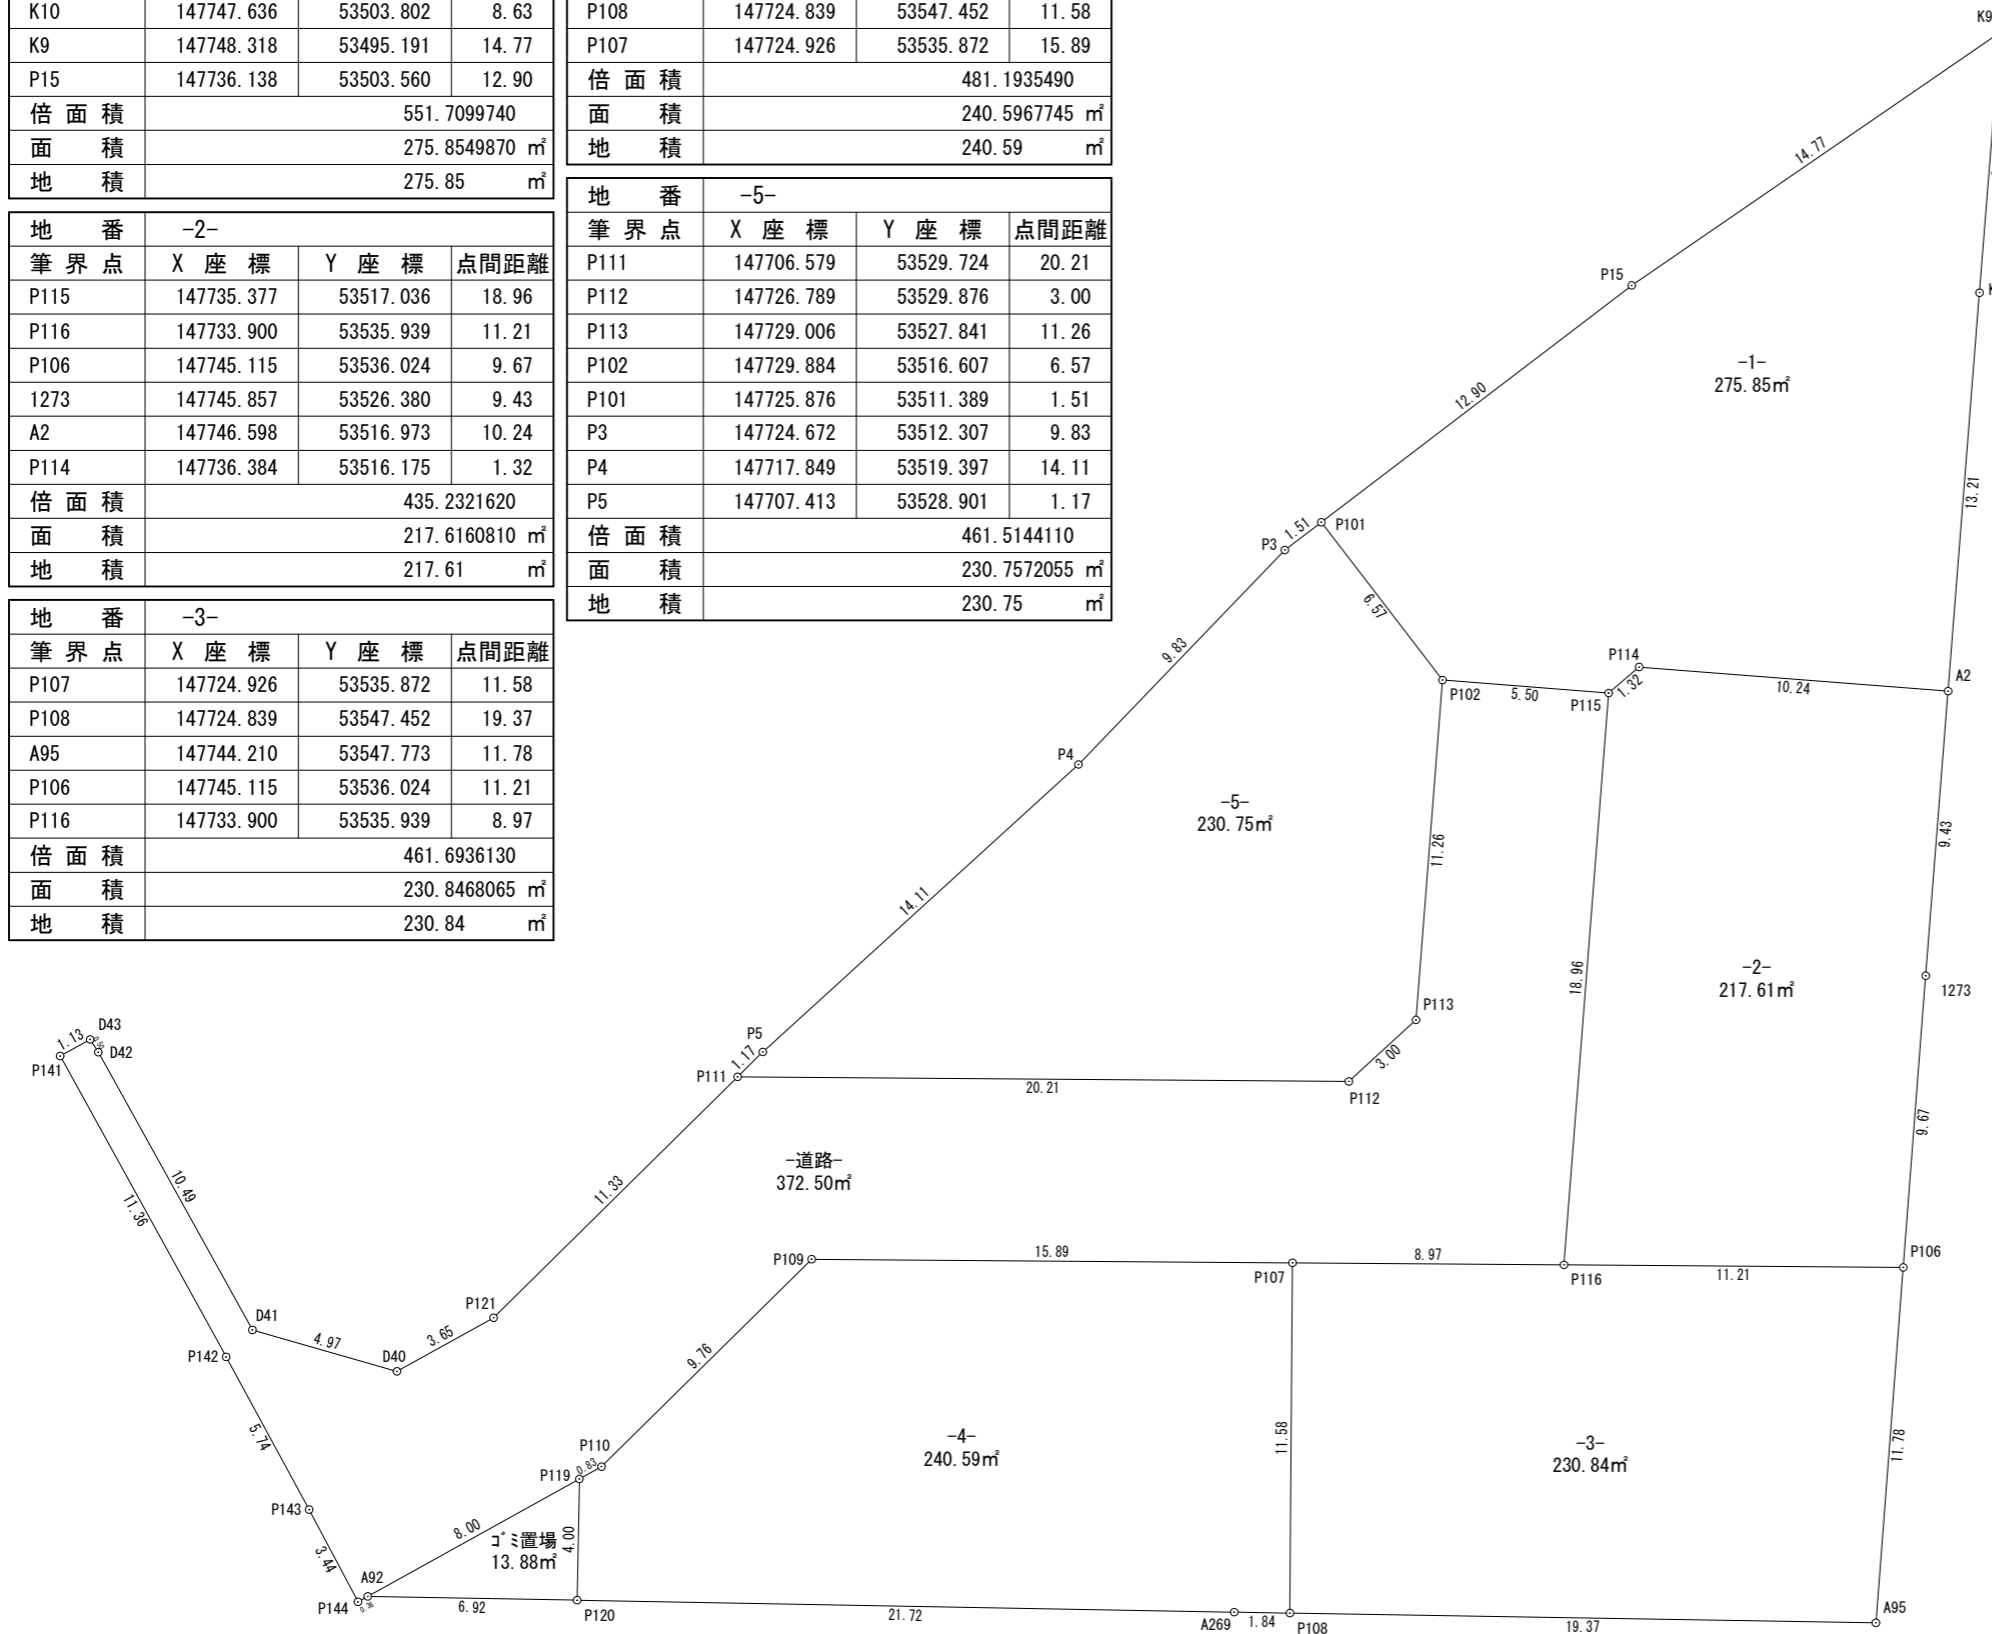 K10 147747.636 53503.802 8.63
K9 147748.318 53495.191 14.77
P15 147736.138 53503.560 12.90
倍面積 551.7099740
面積 275.8549870 ㎡
地積 275.85 ㎡
地番 -2-
筆界点 X座標 Y座標 点間距離
P115 147735.377 53517.036 18.96
P116 147733.900 53535.939 11.21
P106 147745.115 53536.024 9.67
1273 147745.857 53526.380 9.43
A2 147746.598 53516.973 10.24
P114 147736.384 53516.175 1.32
倍面積 435.2321620
面積 217.6160810 ㎡
地積 217.61 ㎡
地番 -3-
筆界点 X座標 Y座標 点間距離
P107 147724.926 53535.872 11.58
P108 147724.839 53547.452 19.37
A95 147744.210 53547.773 11.78
P106 147745.115 53536.024 11.21
P116 147733.900 53535.939 8.97
倍面積 461.6936130
面積 230.8468065 ㎡
地積 230.84 ㎡
P108 147724.839 53547.452 11.58
P107 147724.926 53535.872 15.89
倍面積 481.1935490
面積 240.5967745 ㎡
地積 240.59 ㎡
地番 -5-
筆界点 X座標 Y座標 点間距離
P111 147706.579 53529.724 20.21
P112 147726.789 53529.876 3.00
P113 147729.006 53527.841 11.26
P102 147729.884 53516.607 6.57
P101 147725.876 53511.389 1.51
P3 147724.672 53512.307 9.83
P4 147717.849 53519.397 14.11
P5 147707.413 53528.901 1.17
倍面積 461.5144110
面積 230.7572055 ㎡
地積 230.75 ㎡
K9
14.77
P15
-1-
275.85㎡
12.90
13.21
P101
1.51
P3
6.57
9.83
P114
P102
5.50
P115
1.32
10.24
A2
P4
-5-
230.75㎡
11.26
9.43
14.11
18.96
-2-
217.61㎡
1273
P113
D43
1.13
D42
P141
P5
1.17
P111
20.21
3.00
P112
9.67
-道路-
372.50㎡
10.49
11.36
11.33
P109
15.89
P107
8.97
P116
11.21
P106
P121
D41
4.97
3.65
D40
P142
9.76
5.74
P110
P119
0.83
-4-
240.59㎡
11.58
-3-
230.84㎡
11.78
P143
8.00
ゴミ置場
13.88㎡
4.00
3.44
A92
P144
6.92
P120
21.72
A269
1.84
P108
19.37
A95